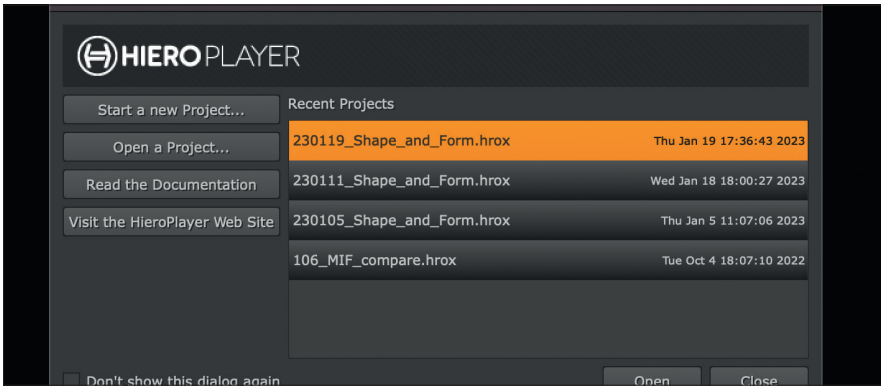 HIEROPLAYER
Start a new Project...
Open a Project...
Read the Documentation
Visit the HieroPlayer Web Site
Recent Projects
230119_Shape_and_Form.hrox Thu Jan 19 17:36:43 2023
230111_Shape_and_Form.hrox Wed Jan 18 18:00:27 2023
230105_Shape_and_Form.hrox Thu Jan 5 11:07:06 2023
106_MIF_compare.hrox Tue Oct 4 18:07:10 2022
Don't show this dialog again
Open
Close